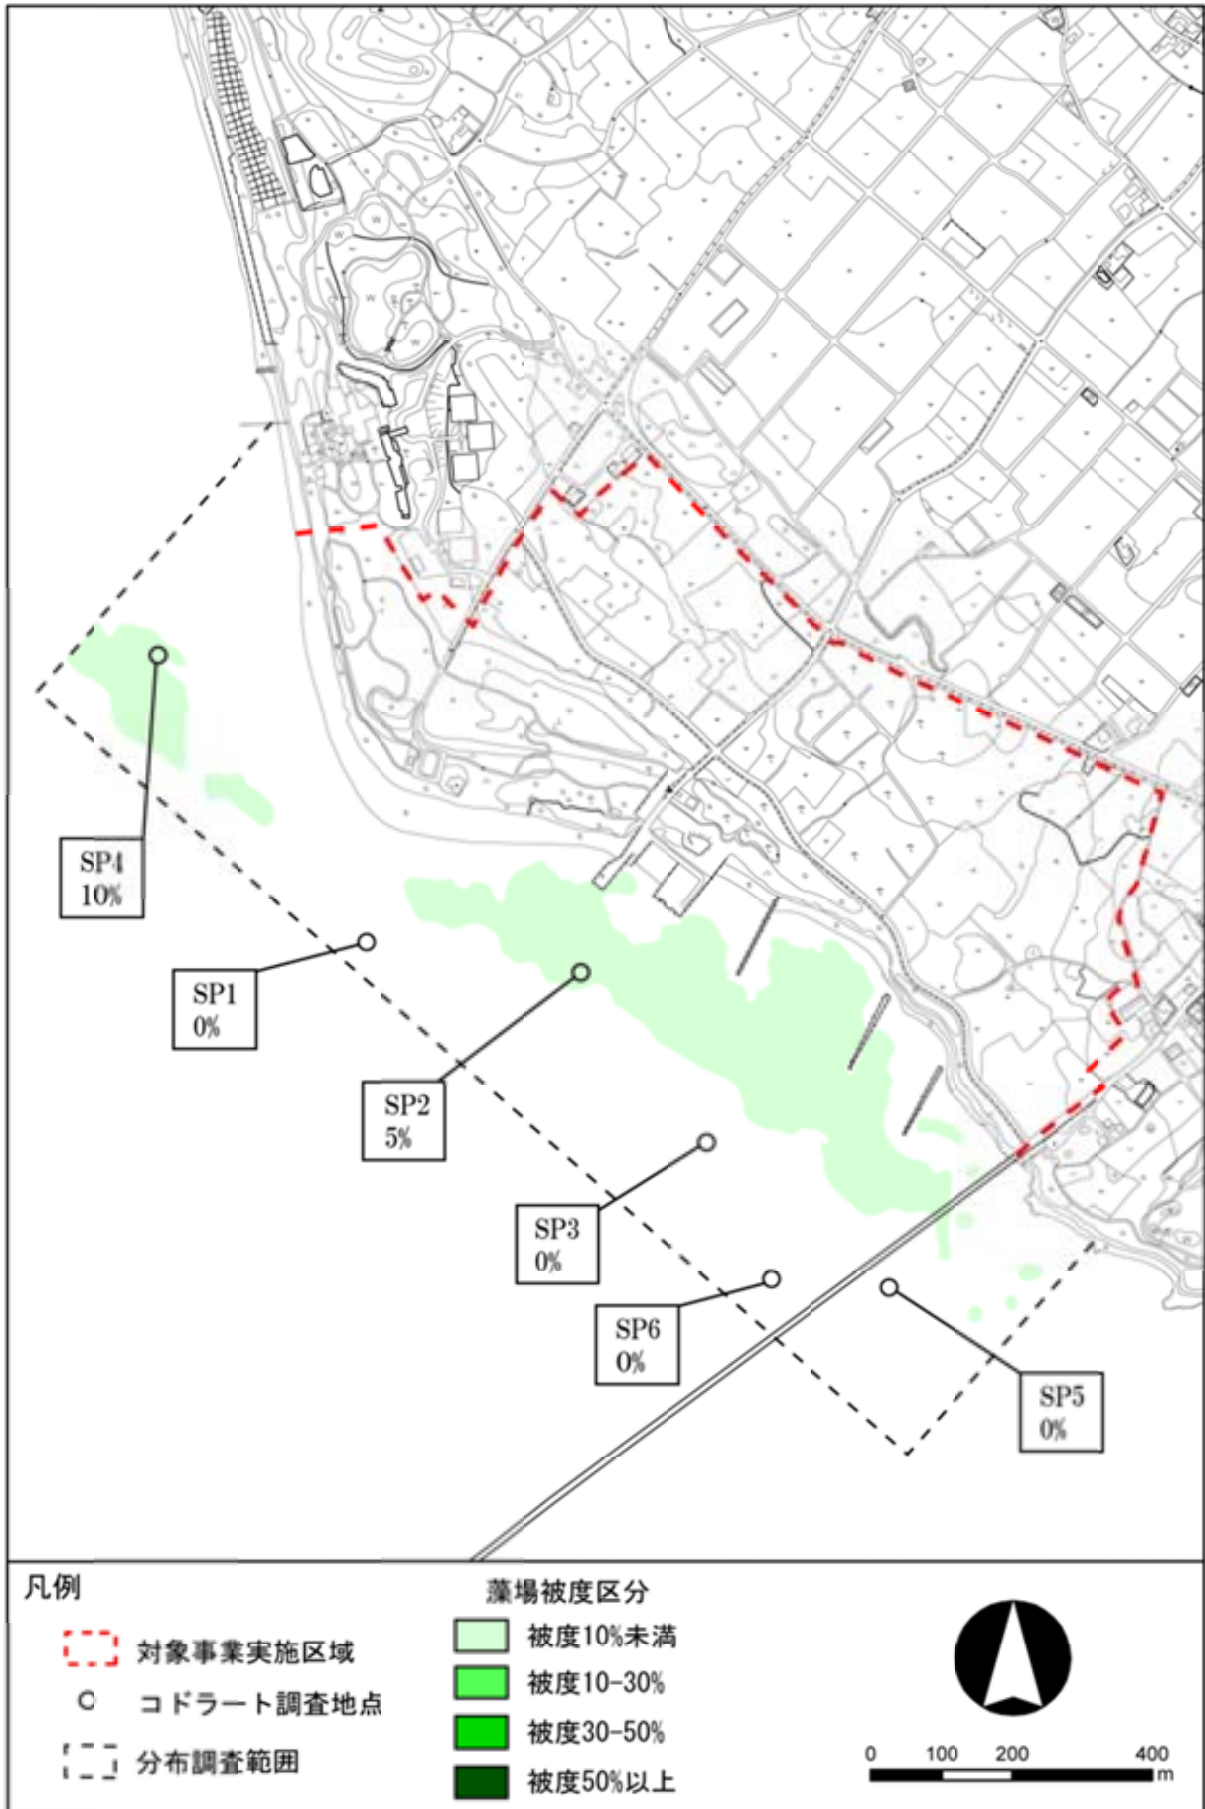 SP4
10%
SP1
0%
SP2
5%
SP3
0%
SP6
0%
SP5
0%
凡例
対象事業実施区域
コドラート調査地点
分布調査範囲
藻場被度区分
被度10%未満
被度10-30%
被度30-50%
被度50%以上
0 100 200 400
m